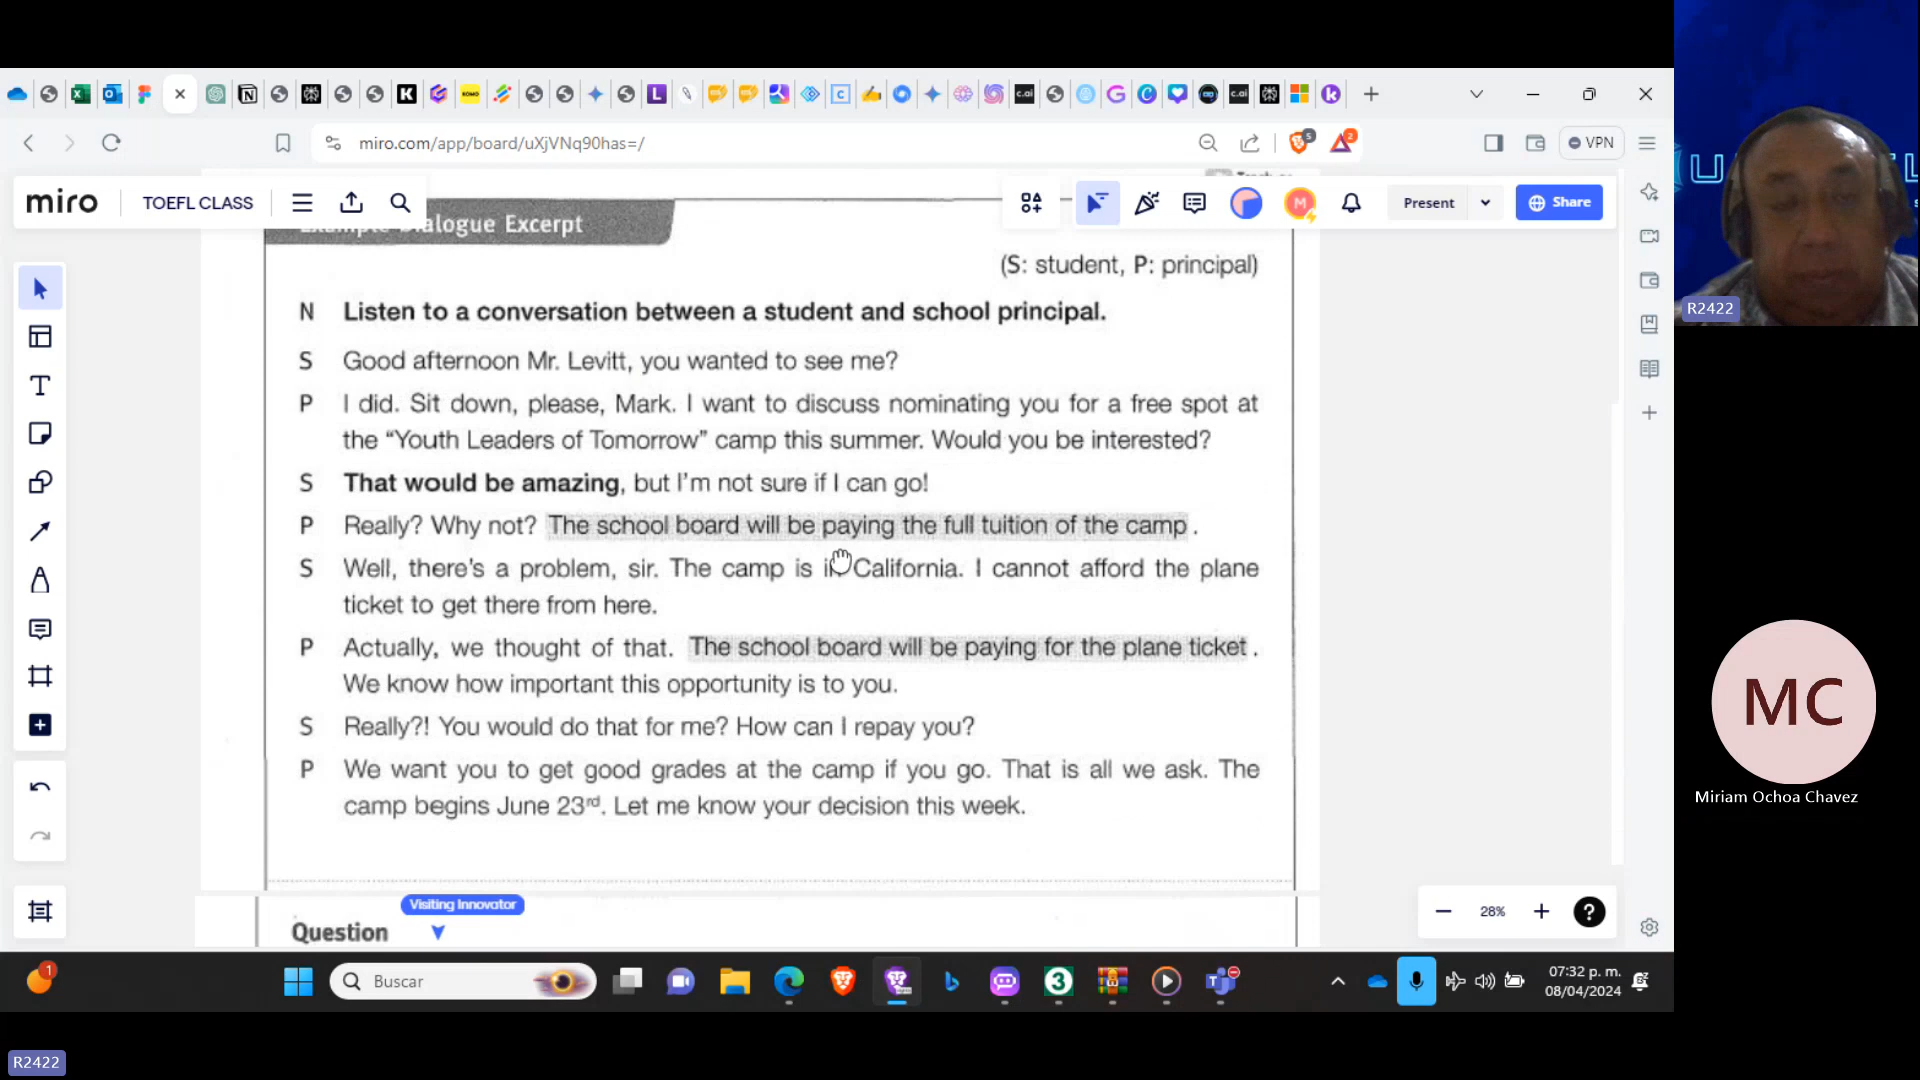 miro.com/app/board/uXjVNq90has=/
VPN
miro
TOEFL CLASS
Present
Share
Example Dialogue Excerpt
(S: student, P: principal)
N Listen to a conversation between a student and school principal.
S Good afternoon Mr. Levitt, you wanted to see me?
P I did. Sit down, please, Mark. I want to discuss nominating you for a free spot at
the “Youth Leaders of Tomorrow” camp this summer. Would you be interested?
S That would be amazing, but I'm not sure if I can go!
P Really? Why not? The school board will be paying the full tuition of the camp.
S Well, there's a problem, sir. The camp is in California. I cannot afford the plane
ticket to get there from here.
P Actually, we thought of that. The school board will be paying for the plane ticket.
We know how important this opportunity is to you.
S Really?! You would do that for me? How can I repay you?
P We want you to get good grades at the camp if you go. That is all we ask. The
camp begins June 23rd. Let me know your decision this week.
Visiting Innovator
Question
28%
Buscar
07:32 p. m.
08/04/2024
R2422
MC
Miriam Ochoa Chavez
R2422